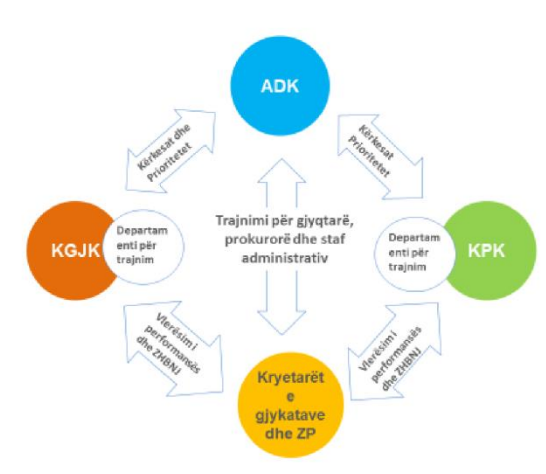 ADK
Kërkesat dhe
Prioritetet
Kërkesat
Prioritetet
KGJK
Departam
enti për
trajnim
Trajnimi për gjyqtarë,
prokurorë dhe staf
administrativ
Departam
enti për
trajnim
KPK
Vlerësimi i
performansës
dhe ZHBNJ
Vlerësimi i
performansës
dhe ZHBNJ
Kryetarët
e
gjykatave
dhe ZP